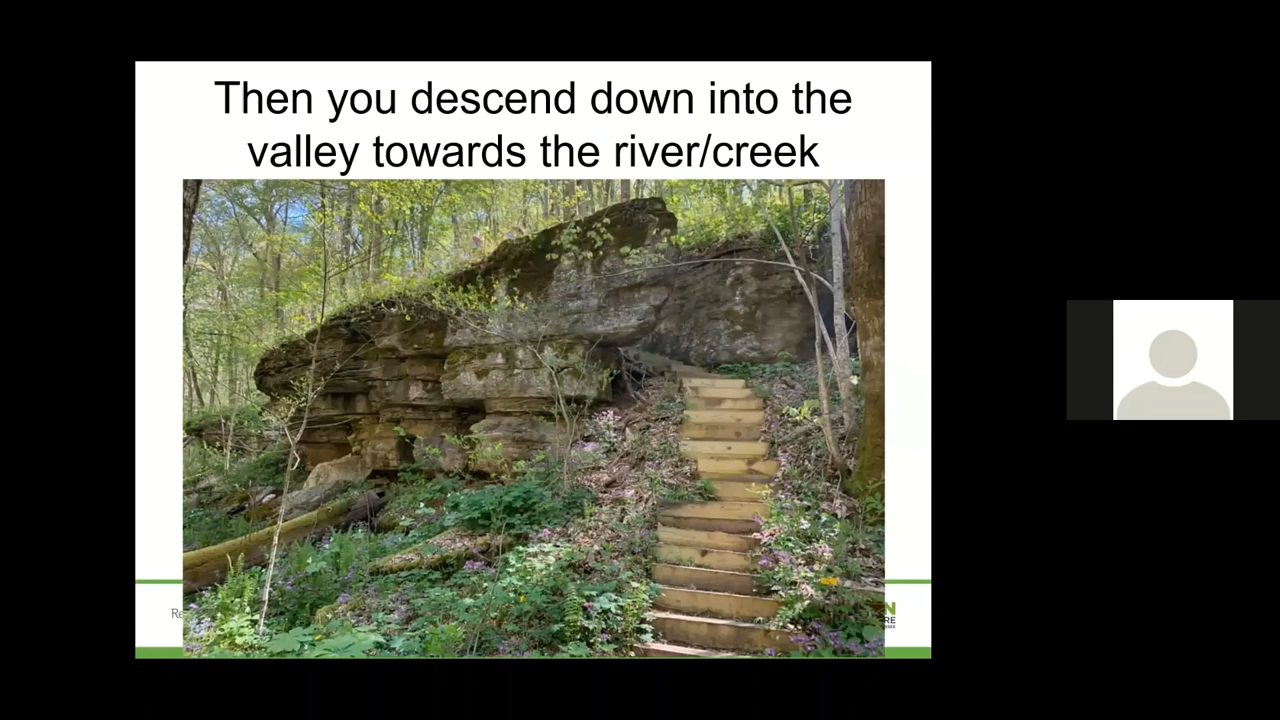 Then you descend down into the
valley towards the river/creek